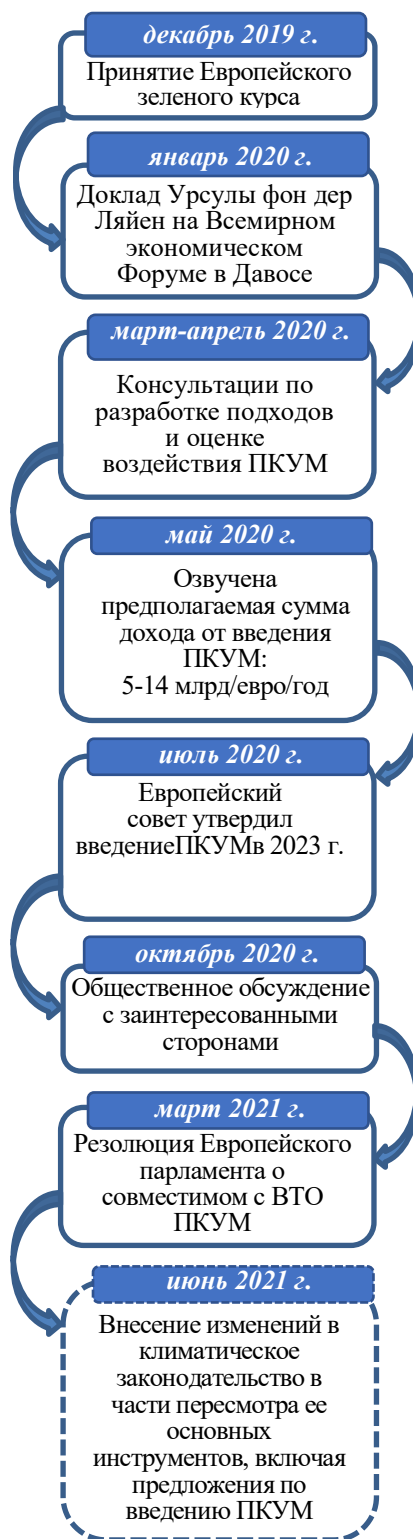 декабрь 2019 г.
Принятие Европейского
зеленого курса
январь 2020 г.
Доклад Урсулы фон дер
Ляйен на Всемирном
экономическом
Форуме в Давосе
март-апрель 2020 г.
Консультации по
разработке подходов
и оценке
воздействия ПКУМ
май 2020 г.
Озвучена
предполагаемая сумма
дохода от введения
ПКУМ:
5-14 млрд/евро/год
июль 2020 г.
Европейский
совет утвердил
введениеПКУМв 2023 г.
октябрь 2020 г.
Общественное обсуждение
с заинтересованными
сторонами
март 2021 г.
Резолюция Европейского
парламента о
совместимом с ВТО
ПКУМ
июнь 2021 г.
Внесение изменений в
климатическое
законодательство в
части пересмотра ее
основных
инструментов, включая
предложения по
введению ПКУМ